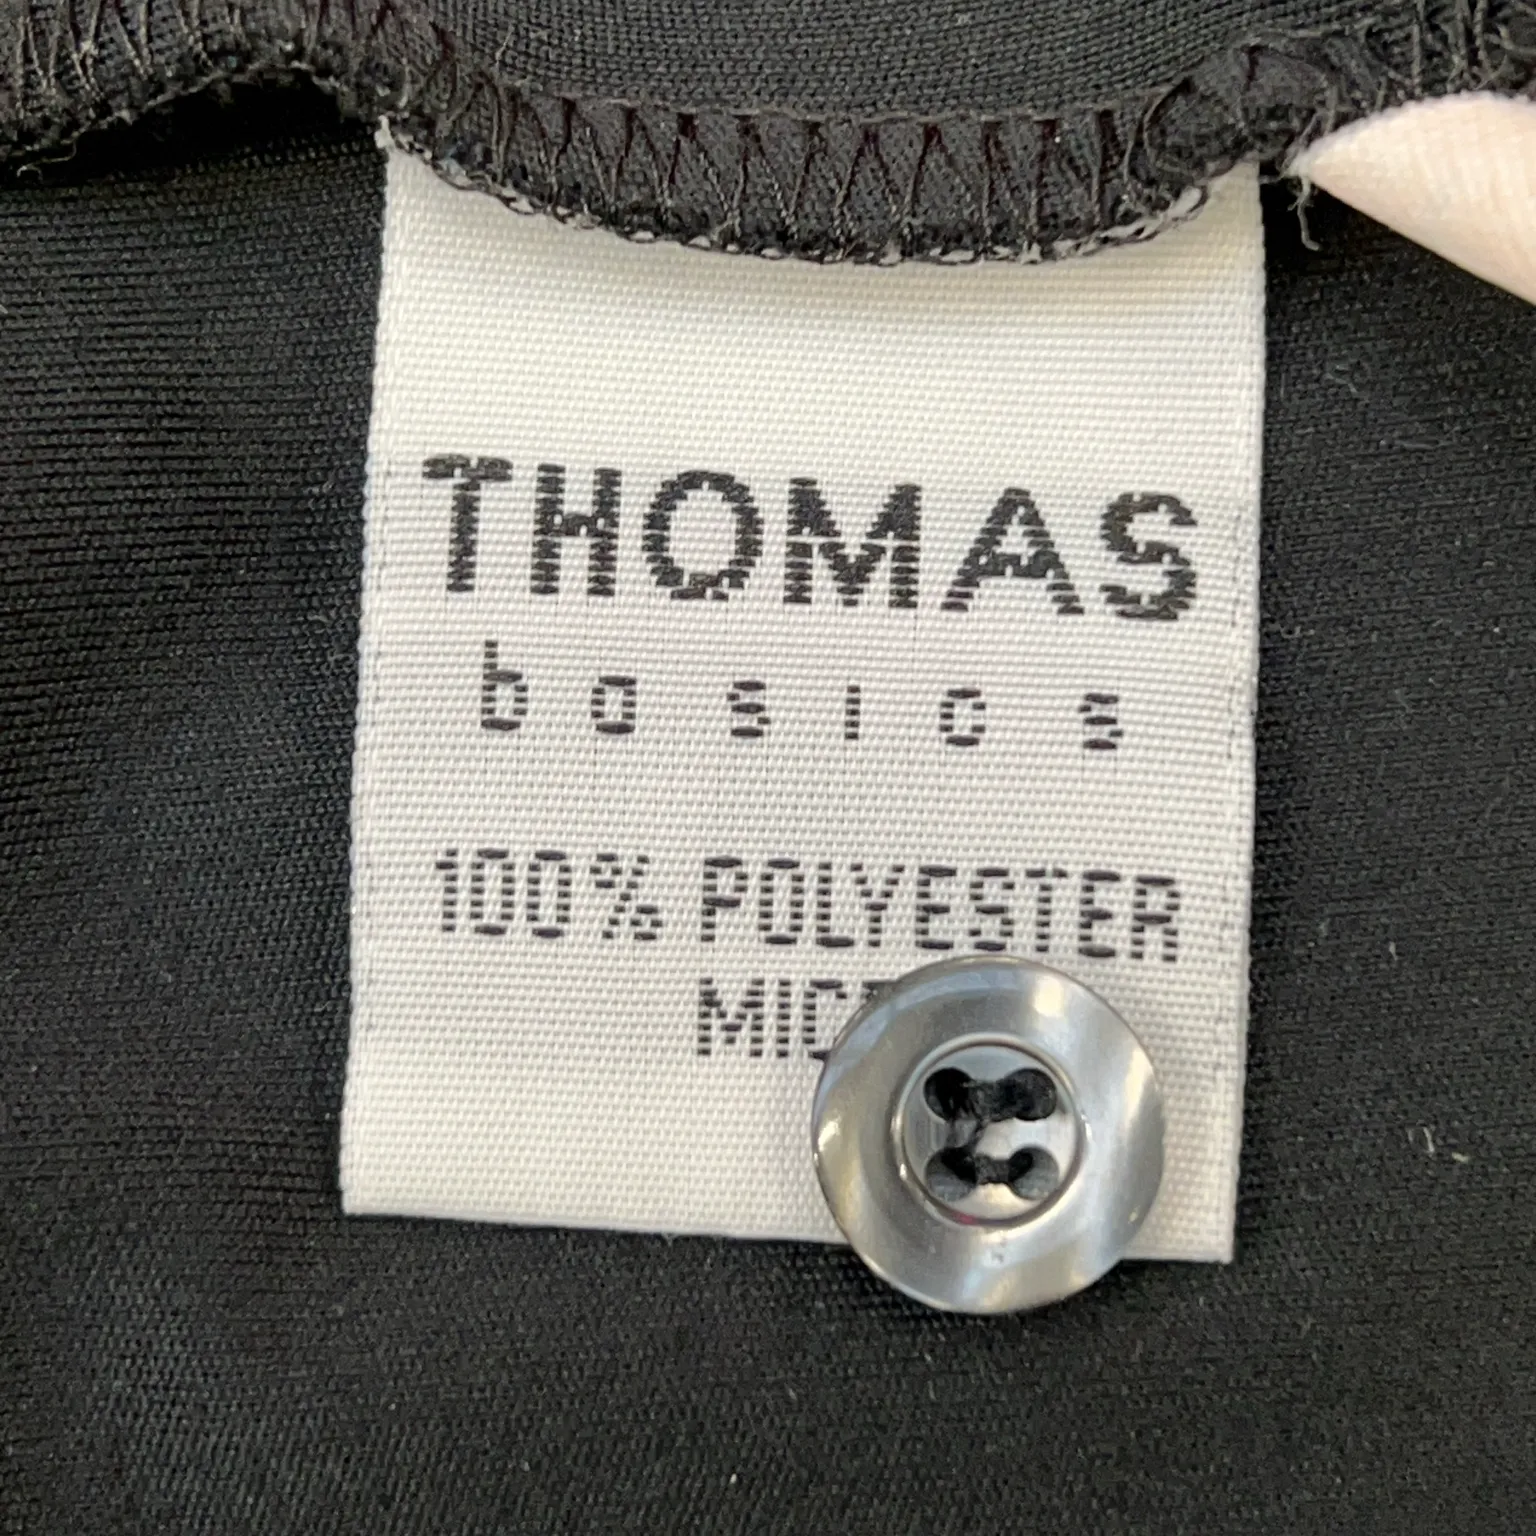 THOMAS
basics
100% POLYESTER